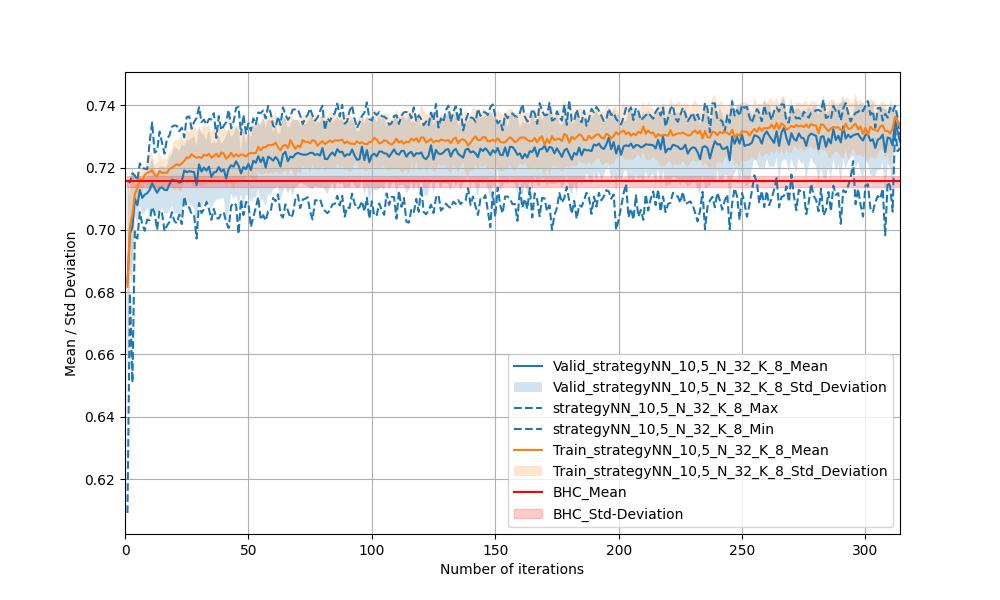 0.74
0.72
0.70
0.68
0.66
0.64
0.62
Mean / Std Deviation
Valid_strategyNN_10,5_N_32_K_8_Mean
Valid_strategyNN_10,5_N_32_K_8_Std_Deviation
strategyNN_10,5_N_32_K_8_Max
strategyNN_10,5_N_32_K_8_Min
Train_strategyNN_10,5_N_32_K_8_Mean
Train_strategyNN_10,5_N_32_K_8_Std_Deviation
BHC_Mean
BHC_Std-Deviation
0 50 100 150 200 250 300
Number of iterations